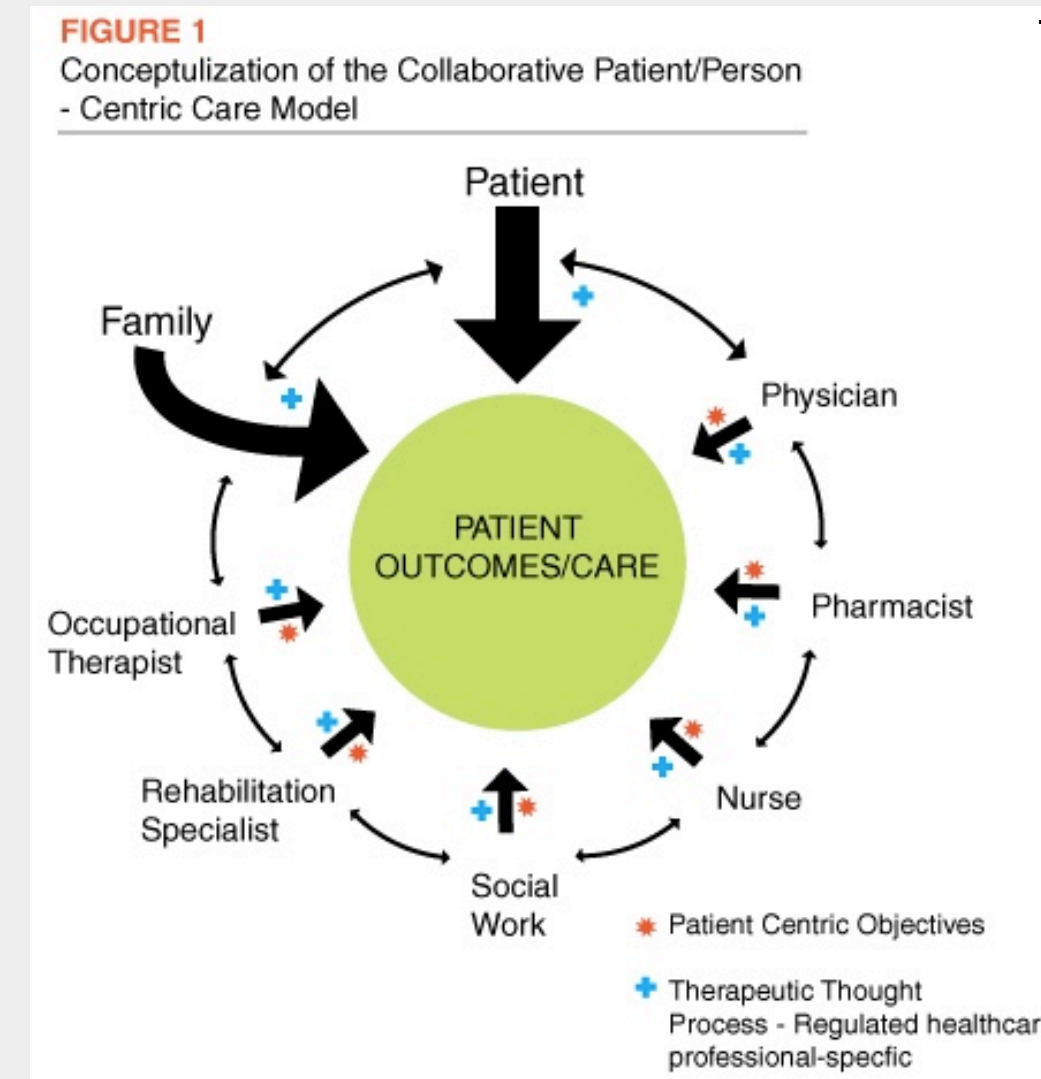 FIGURE 1
Conceptulization of the Collaborative Patient/Person
- Centric Care Model
Patient
Family
Physician
PATIENT
OUTCOMES/CARE
Pharmacist
Occupational
Therapist
Rehabilitation
Specialist
Nurse
Social
Work
Patient Centric Objectives
Therapeutic Thought
Process - Regulated healthcar
professional-specfic